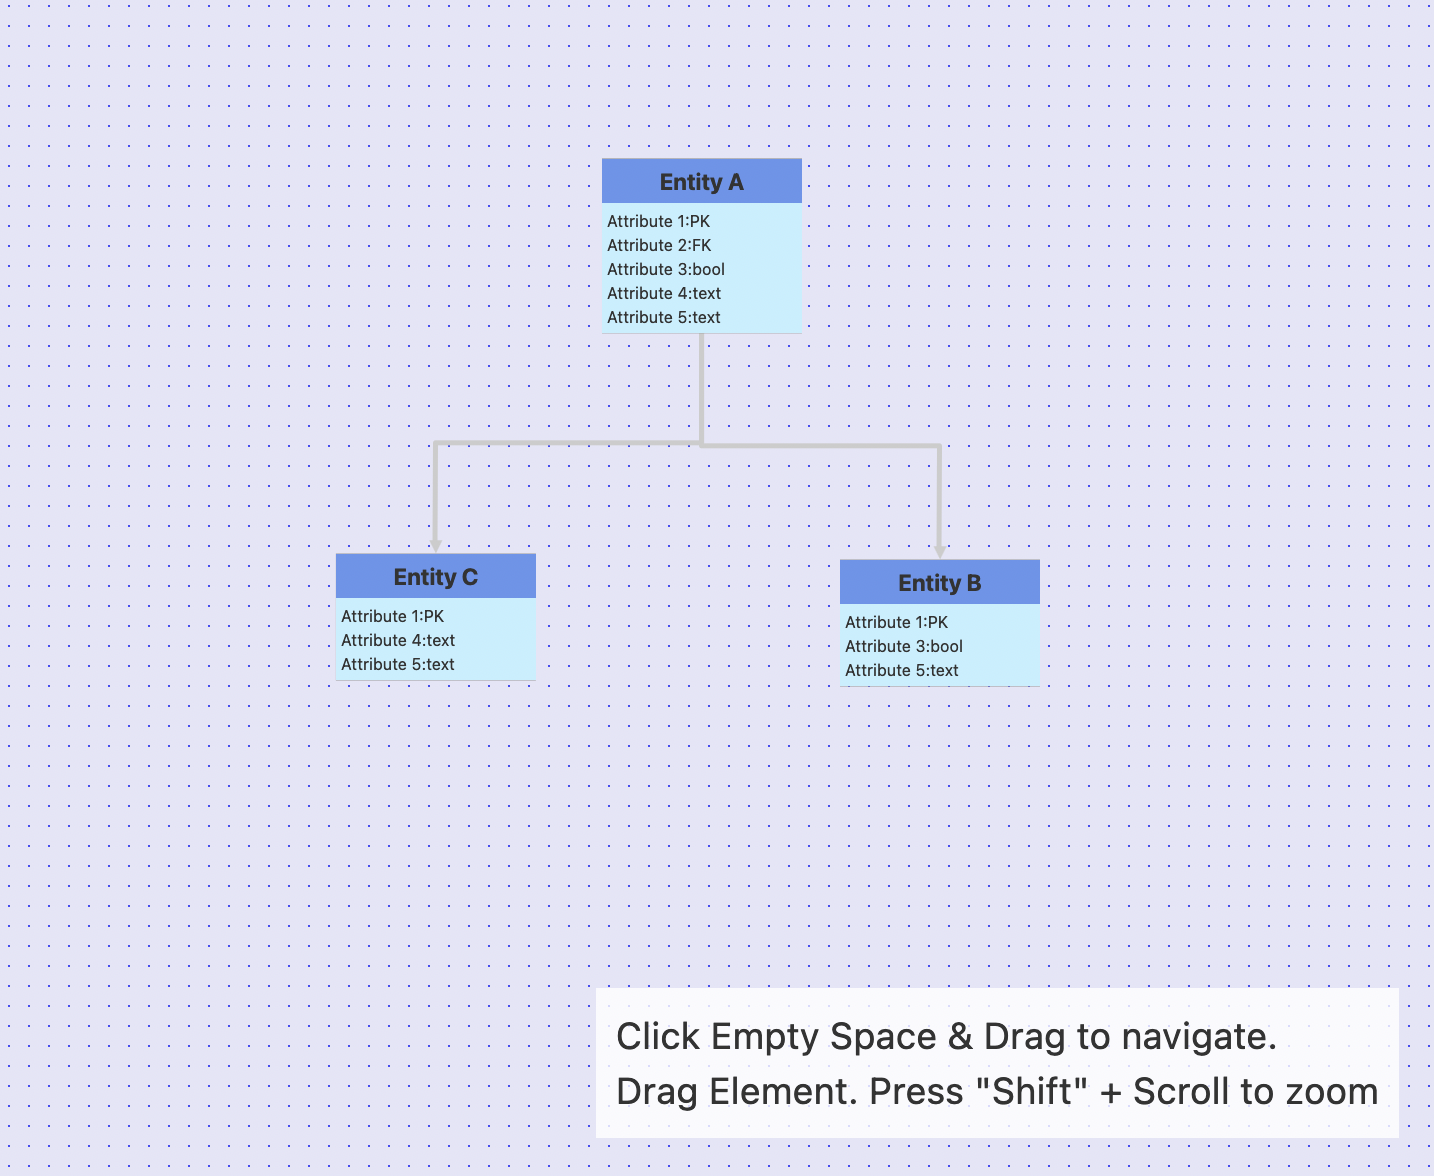 Entity A
Attribute 1:PK
Attribute 2:FK
Attribute 3:bool
Attribute 4:text
Attribute 5:text
Entity C
Attribute 1:PK
Attribute 4:text
Attribute 5:text
Entity B
Attribute 1:PK
Attribute 3:bool
Attribute 5:text
Click Empty Space & Drag to navigate.
Drag Element. Press "Shift" + Scroll to zoom